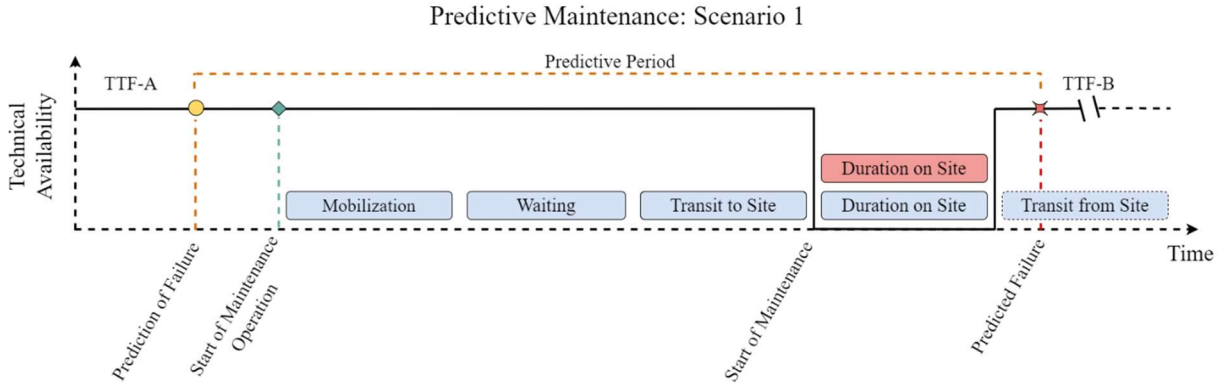 Predictive Maintenance: Scenario 1
Predictive Period
TTF-A
TTF-B
Technical
Availability
Duration on Site
Mobilization
Waiting
Transit to Site
Duration on Site
Transit from Site
Time
Prediction of Failure
Start of Maintenance
Operation
Start of Maintenance
Predicted Failure